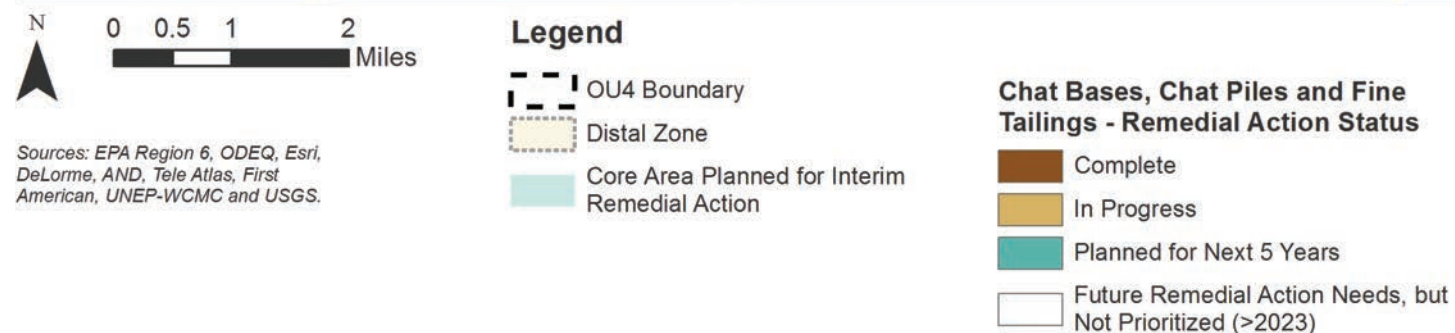 N
0 0.5 1 2
Miles
Sources: EPA Region 6, ODEQ, Esri,
DeLorme, AND, Tele Atlas, First
American, UNEP-WCMC and USGS.
Legend
OU4 Boundary
Distal Zone
Core Area Planned for Interim
Remedial Action
Chat Bases, Chat Piles and Fine
Tailings - Remedial Action Status
Complete
In Progress
Planned for Next 5 Years
Future Remedial Action Needs, but
Not Prioritized (>2023)